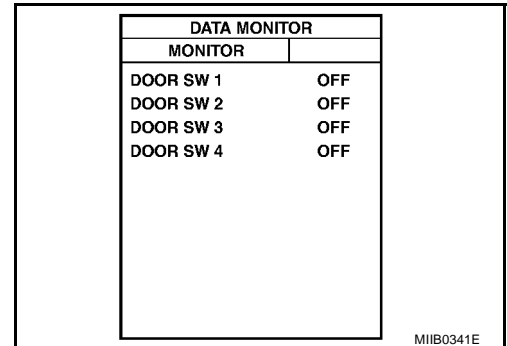 DATA MONITOR
MONITOR
DOOR SW 1 OFF
DOOR SW 2 OFF
DOOR SW 3 OFF
DOOR SW 4 OFF
MIIB0341E